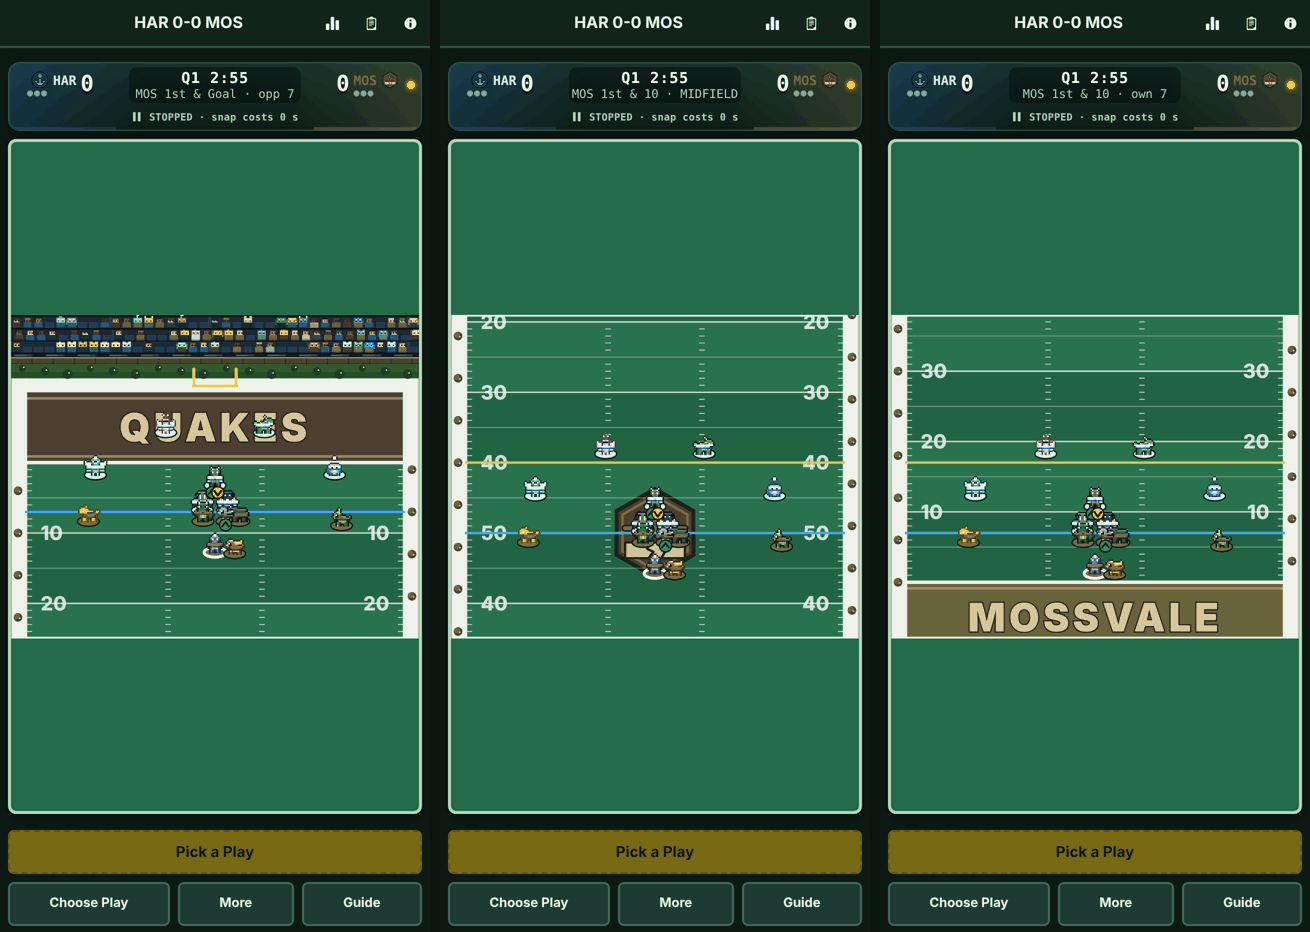 HAR 0-0 MOS
HAR 0
Q1 2:55
MOS 1st & Goal · opp 7
STOPPED · snap costs 0 s
0 MOS
QUAKES
10 10
20 20
Pick a Play
Choose Play
More
Guide
HAR 0-0 MOS
HAR 0
Q1 2:55
MOS 1st & 10 · MIDFIELD
STOPPED · snap costs 0 s
0 MOS
20 20
30 30
40 40
50 50
40 40
Pick a Play
Choose Play
More
Guide
HAR 0-0 MOS
HAR 0
Q1 2:55
MOS 1st & 10 · own 7
STOPPED · snap costs 0 s
0 MOS
30 30
20 20
10 10
MOSSVALE
Pick a Play
Choose Play
More
Guide